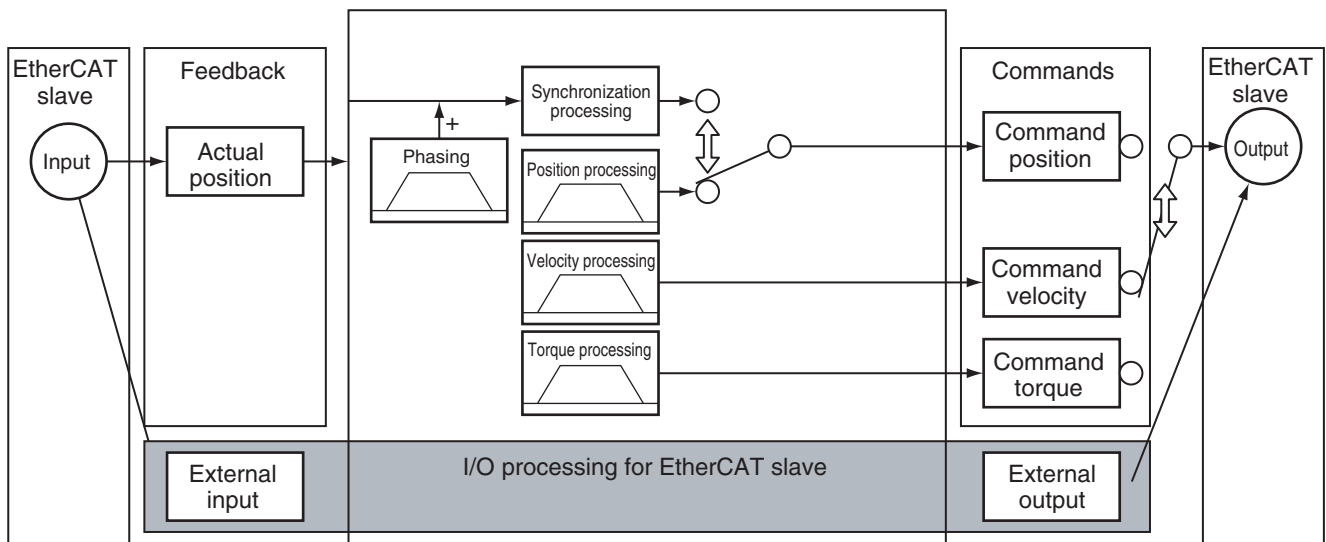 EtherCAT
slave
Input
Feedback
Actual
position
+
Phasing
Synchronization
processing
Position processing
Velocity processing
Torque processing
Commands
Command
position
Command
velocity
Command
torque
EtherCAT
slave
Output
External
input
I/O processing for EtherCAT slave
External
output